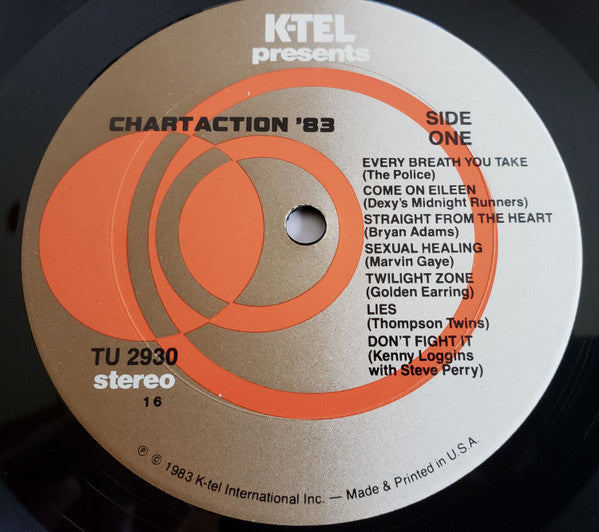 K-TEL
presents
CHARTACTION '83
SIDE
ONE
EVERY BREATH YOU TAKE
(The Police)
COME ON EILEEN
(Dexy's Midnight Runners)
STRAIGHT FROM THE HEART
(Bryan Adams)
SEXUAL HEALING
(Marvin Gaye)
TWILIGHT ZONE
(Golden Earring)
LIES
(Thompson Twins)
DON'T FIGHT IT
(Kenny Loggins
with Steve Perry)
TU 2930
stereo
16
℗ © 1983 K-tel International Inc. — Made & Printed in U.S.A.